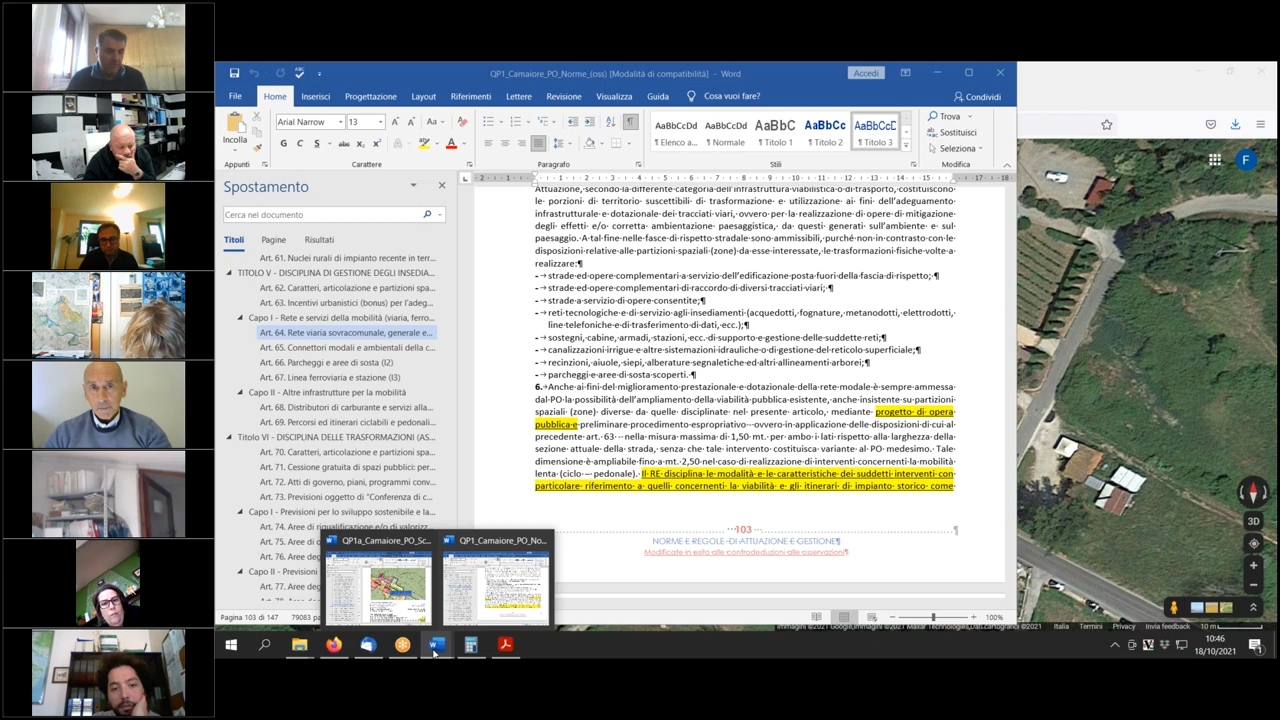 QP1_Camaiore_PO_Norme_(oss) [Modalità di compatibilità] - Word
Accedi
File Home Inserisci Progettazione Layout Riferimenti Lettere Revisione Visualizza Guida Cosa vuoi fare? Condividi
Incolla
Arial Narrow 13
G C S abc
AaBbCcDd AaBbCcDd AaBbC AaBbCc AaBbCcD
¶ Elenco a... ¶ Normale ¶ Titolo 1 ¶ Titolo 2 ¶ Titolo 3
Trova
Sostituisci
Seleziona
Appunti Carattere Paragrafo Stili Modifica
Spostamento
Cerca nel documento
Titoli Pagine Risultati
Art. 61. Nuclei rurali di impianto recente in terr...
TITOLO V - DISCIPLINA DI GESTIONE DEGLI INSEDIA...
Art. 62. Caratteri, articolazione e partizioni spa...
Art. 63. Incentivi urbanistici (bonus) per l'adeg...
Capo I - Rete e servizi della mobilità (viaria, ferro...
Art. 64. Rete viaria sovracomunale, generale e...
Art. 65. Connettori modali e ambientali della c...
Art. 66. Parcheggi e aree di sosta (I2)
Art. 67. Linea ferroviaria e stazione (I3)
Capo II - Altre infrastrutture per la mobilità
Art. 68. Distributori di carburante e servizi alla...
Art. 69. Percorsi ed itinerari ciclabili e pedonali...
Titolo VI - DISCIPLINA DELLE TRASFORMAZIONI (AS...
Art. 70. Caratteri, articolazione e partizioni spa...
Art. 71. Cessione gratuita di spazi pubblici: per...
Art. 72. Atti di governo, piani, programmi conv...
Art. 73. Previsioni oggetto di "Conferenza di c...
Capo I - Previsioni per lo sviluppo sostenibile e la...
Art. 74. Aree di riqualificazione e/o di valorizz...
Art. 75. Aree
Art. 76. Aree deg
Capo II - Previsioni
Art. 77. Aree deg
Attuazione, secondo la differente categoria dell'infrastruttura viabilistica o di trasporto, costituiscono
le porzioni di territorio suscettibili di trasformazione e utilizzazione ai fini dell'adeguamento
infrastrutturale e dotazionale dei tracciati viari, ovvero per la realizzazione di opere di mitigazione
degli effetti e/o corretta ambientazione paesaggistica, da questi generati sull'ambiente e sul
paesaggio. A tal fine nelle fasce di rispetto stradale sono ammissibili, purché non in contrasto con le
disposizioni relative alle partizioni spaziali (zone) da esse interessate, le trasformazioni fisiche volte a
realizzare:¶
- → strade ed opere complementari a servizio dell'edificazione posta fuori della fascia di rispetto; ¶
- → strade ed opere complementari di raccordo di diversi tracciati viari; ¶
- → strade a servizio di opere consentite;¶
- → reti tecnologiche e di servizio agli insediamenti (acquedotti, fognature, metanodotti, elettrodotti,
line telefoniche e di trasferimento di dati, ecc.);¶
- → sostegni, cabine, armadi, stazioni, ecc. di supporto e gestione delle suddette reti;¶
- → canalizzazioni irrigue e altre sistemazioni idrauliche o di gestione del reticolo superficiale;¶
- → recinzioni, aiuole, siepi, alberature segnaletiche ed altri allineamenti arborei;¶
- → parcheggi e aree di sosta scoperti. ¶
6. Anche ai fini del miglioramento prestazionale e dotazionale della rete modale è sempre ammessa
dal PO la possibilità dell'ampliamento della viabilità pubblica esistente, anche insistente su partizioni
spaziali (zone) diverse da quelle disciplinate nel presente articolo, mediante progetto di opera
pubblica e preliminare procedimento espropriativo - ovvero in applicazione delle disposizioni di cui al
precedente art. 63 - nella misura massima di 1,50 mt. per ambo i lati rispetto alla larghezza della
sezione attuale della strada, senza che tale intervento costituisca variante al PO medesimo. Tale
dimensione è ampliabile fino a mt. 2,50 nel caso di realizzazione di interventi concernenti la mobilità
lenta (ciclo – pedonale). Il RE disciplina le modalità e le caratteristiche dei suddetti interventi con
particolare riferimento a quelli concernenti la viabilità e gli itinerari di impianto storico come
103
NORME E REGOLE DI ATTUAZIONE E GESTIONE¶
Modificate in esito alle controdeduzioni alle osservazioni¶
QP1a_Camaiore_PO_Sc... QP1_Camaiore_PO_No...
Pagina 103 di 147 79083 100%
F
3D
Immagini ©2021 Google, Immagini ©2021 Maxar Technologies, Dati cartografici ©2021 Italia Termini Privacy Invia feedback 10 m
10:46
18/10/2021